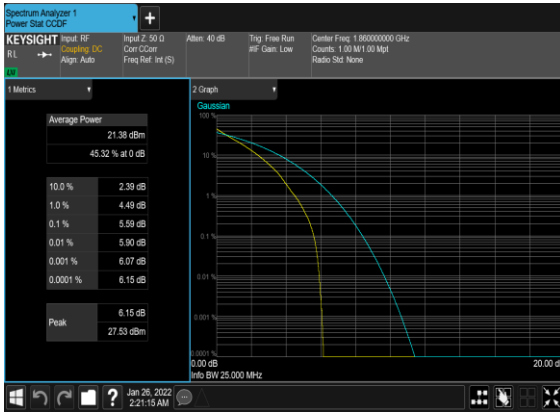 Spectrum Analyzer 1
Power Stat CCDF
KEYSIGHT
RL
LV
Input: RF
Coupling: DC
Align: Auto
Input Z: 50 Ω
Corr CCorr
Freq Ref: Int (S)
Atten: 40 dB
Trig: Free Run
#IF Gain: Low
Center Freq: 1.860000000 GHz
Counts: 1.00 M/1.00 Mpt
Radio Std: None
1 Metrics
Average Power
21.38 dBm
45.32 % at 0 dB
10.0 % 2.39 dB
1.0 % 4.49 dB
0.1 % 5.59 dB
0.01 % 5.90 dB
0.001 % 6.07 dB
0.0001 % 6.15 dB
Peak
6.15 dB
27.53 dBm
2 Graph
Gaussian
100 %
10 %
1 %
0.1 %
0.01 %
0.001 %
0.0001 %
0.00 dB
20.00 d
Info BW 25.000 MHz
Jan 26, 2022
2:21:15 AM